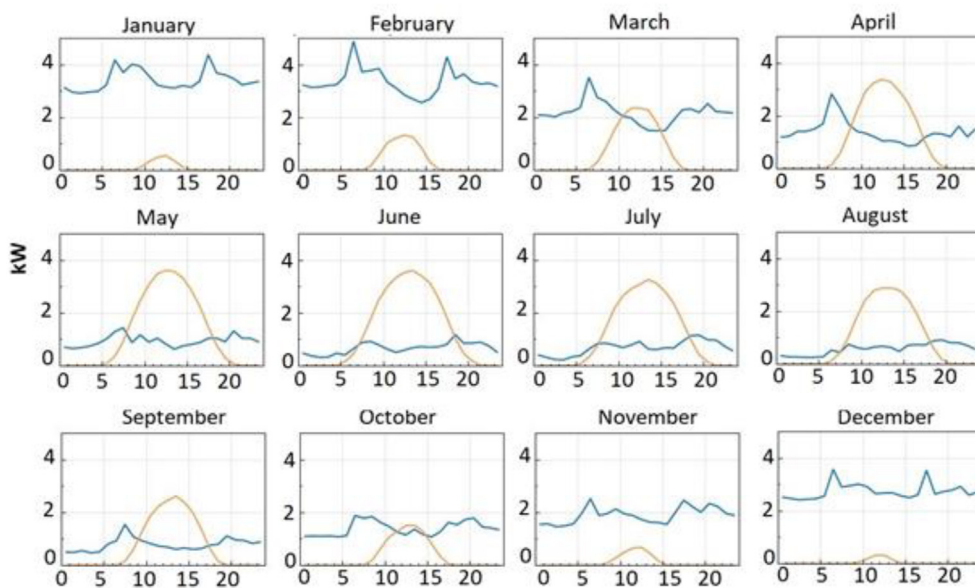 January February March April
4 4 4 4
2 2 2 2
0 0 0 0
0 5 10 15 20 0 5 10 15 20 0 5 10 15 20 0 5 10 15 20
May June July August
kW
4 4 4 4
2 2 2 2
0 0 0 0
0 5 10 15 20 0 5 10 15 20 0 5 10 15 20 0 5 10 15 20
September October November December
4 4 4 4
2 2 2 2
0 0 0 0
0 5 10 15 20 0 5 10 15 20 0 5 10 15 20 0 5 10 15 20